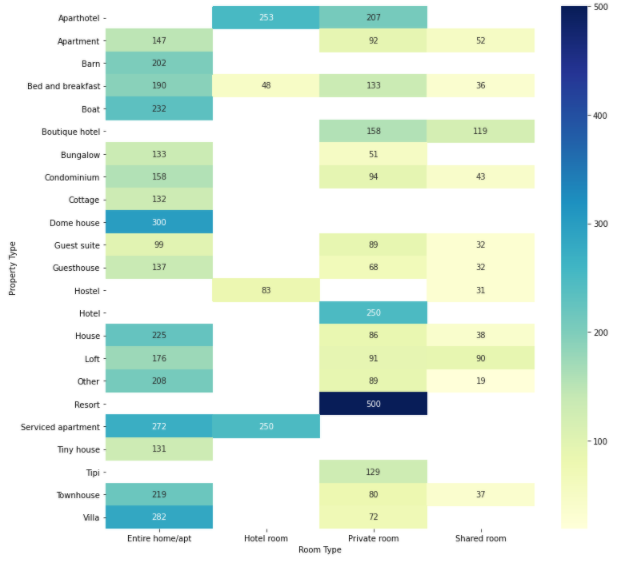 Property Type
Aparthotel 253 207
Apartment 147 92 52
Barn 202
Bed and breakfast 190 48 133 36
Boat 232
Boutique hotel 158 119
Bungalow 133 51
Condominium 158 94 43
Cottage 132
Dome house 300
Guest suite 99 89 32
Guesthouse 137 68 32
Hostel 83 31
Hotel 250
House 225 86 38
Loft 176 91 90
Other 208 89 19
Resort 500
Serviced apartment 272 250
Tiny house 131
Tipi 129
Townhouse 219 80 37
Villa 282 72
Entire home/apt Hotel room Private room Shared room
Room Type
500
400
300
200
100